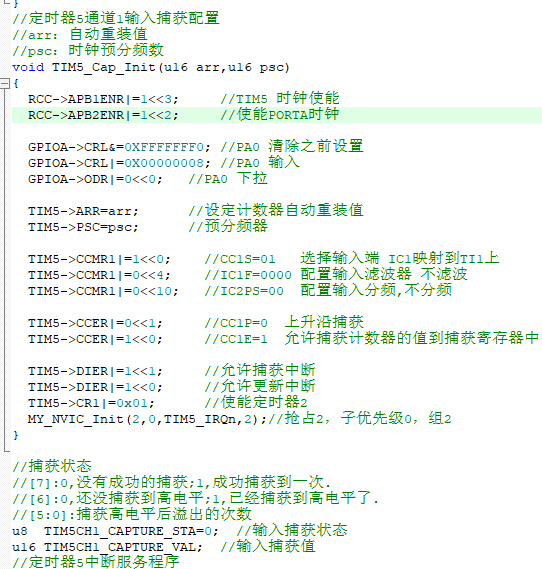 }
//定时器5通道1输入捕获配置
//arr: 自动重装值
//psc: 时钟预分频数
void TIM5_Cap_Init(u16 arr,u16 psc)
{
RCC->APB1ENR|=1<<3; //TIM5 时钟使能
RCC->APB2ENR|=1<<2; //使能PORTA时钟
GPIOA->CRL&=0XFFFFFFF0; //PA0 清除之前设置
GPIOA->CRL|=0X00000008; //PA0 输入
GPIOA->ODR|=0<<0; //PA0 下拉
TIM5->ARR=arr; //设定计数器自动重装值
TIM5->PSC=psc; //预分频器
TIM5->CCMR1|=1<<0; //CC1S=01 选择输入端 IC1映射到TI1上
TIM5->CCMR1|=0<<4; //IC1F=0000 配置输入滤波器 不滤波
TIM5->CCMR1|=0<<10; //IC2PS=00 配置输入分频,不分频
TIM5->CCER|=0<<1; //CC1P=0 上升沿捕获
TIM5->CCER|=1<<0; //CC1E=1 允许捕获计数器的值到捕获寄存器中
TIM5->DIER|=1<<1; //允许捕获中断
TIM5->DIER|=1<<0; //允许更新中断
TIM5->CR1|=0x01; //使能定时器2
MY_NVIC_Init(2,0,TIM5_IRQn,2);//抢占2，子优先级0，组2
}
//捕获状态
//[7]:0,没有成功的捕获;1,成功捕获到一次.
//[6]:0,还没捕获到高电平;1,已经捕获到高电平了.
//[5:0]:捕获高电平后溢出的次数
u8 TIM5CH1_CAPTURE_STA=0; //输入捕获状态
u16 TIM5CH1_CAPTURE_VAL; //输入捕获值
//定时器5中断服务程序